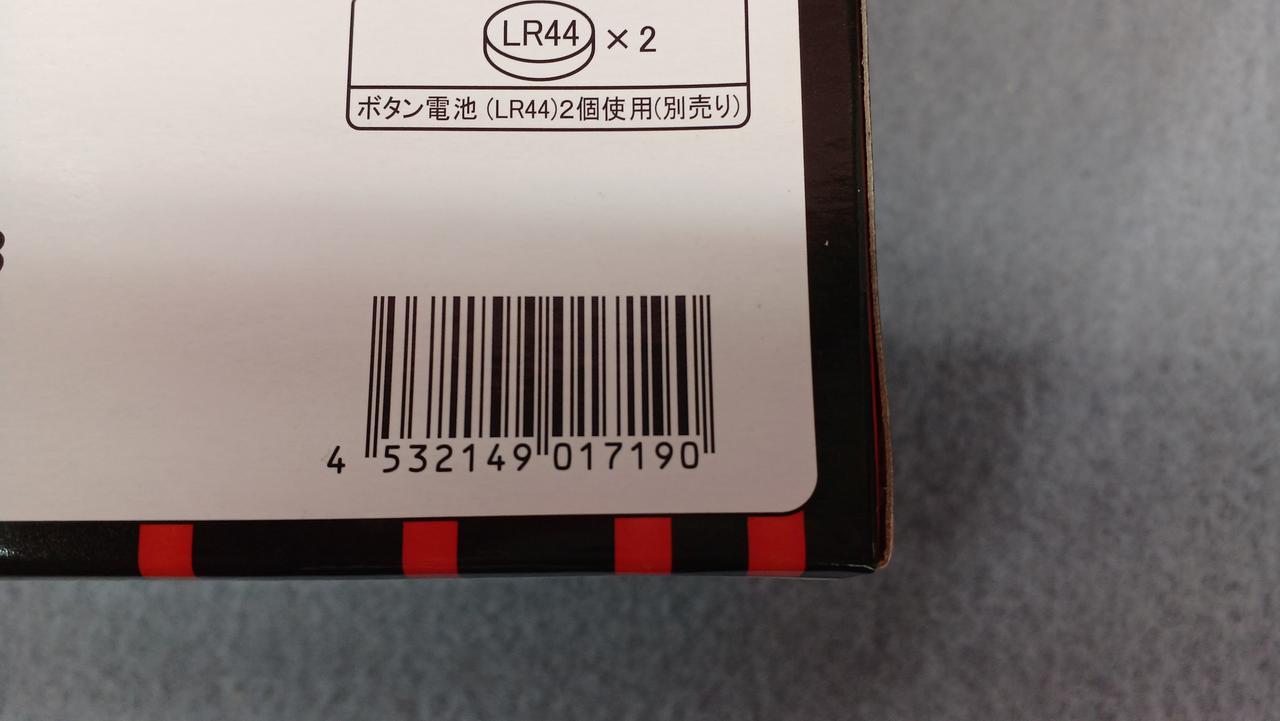 LR44 × 2
ボタン電池 (LR44)2個使用(別売り)
4 532149 017190